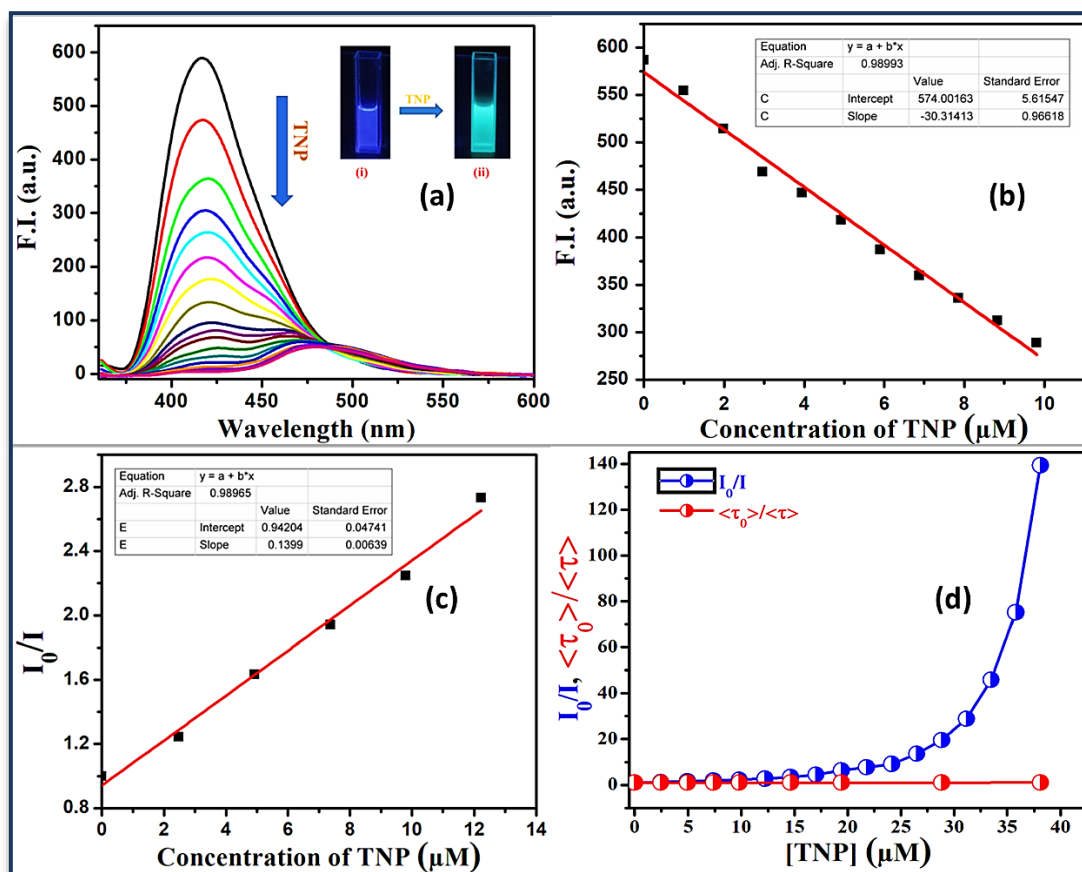 600
500
400
300
200
100
0
400
450
500
550
600
F.I. (a.u.)
Wavelength (nm)
TNP
TNP
(i)
(ii)
(a)
600
550
500
450
400
350
300
250
0
2
4
6
8
10
F.I. (a.u.)
Concentration of TNP (μM)
Equation y = a + b*x
Adj. R-Square 0.98993
Value Standard Error
C Intercept 574.00163 5.61547
C Slope -30.31413 0.96618
(b)
2.8
2.4
2.0
1.6
1.2
0.8
0
2
4
6
8
10
12
14
I₀/I
Concentration of TNP (μM)
Equation y = a + b*x
Adj. R-Square 0.98965
Value Standard Error
E Intercept 0.94204 0.04741
E Slope 0.1399 0.00639
(c)
140
120
100
80
60
40
20
0
0
5
10
15
20
25
30
35
40
I₀/I, <τ₀>/<τ>
[TNP] (μM)
I₀/I
<τ₀>/<τ>
(d)